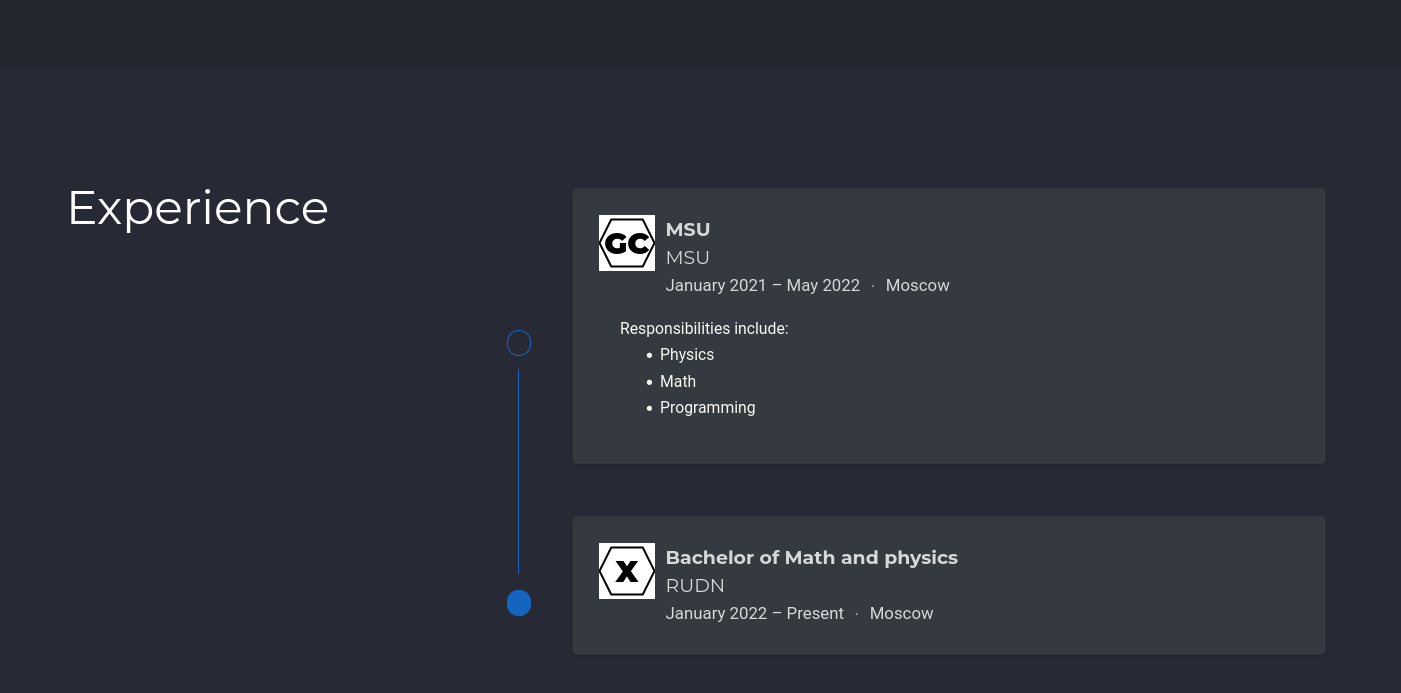 Experience
GC
MSU
MSU
January 2021 – May 2022 · Moscow
Responsibilities include:
• Physics
• Math
• Programming
X
Bachelor of Math and physics
RUDN
January 2022 – Present · Moscow